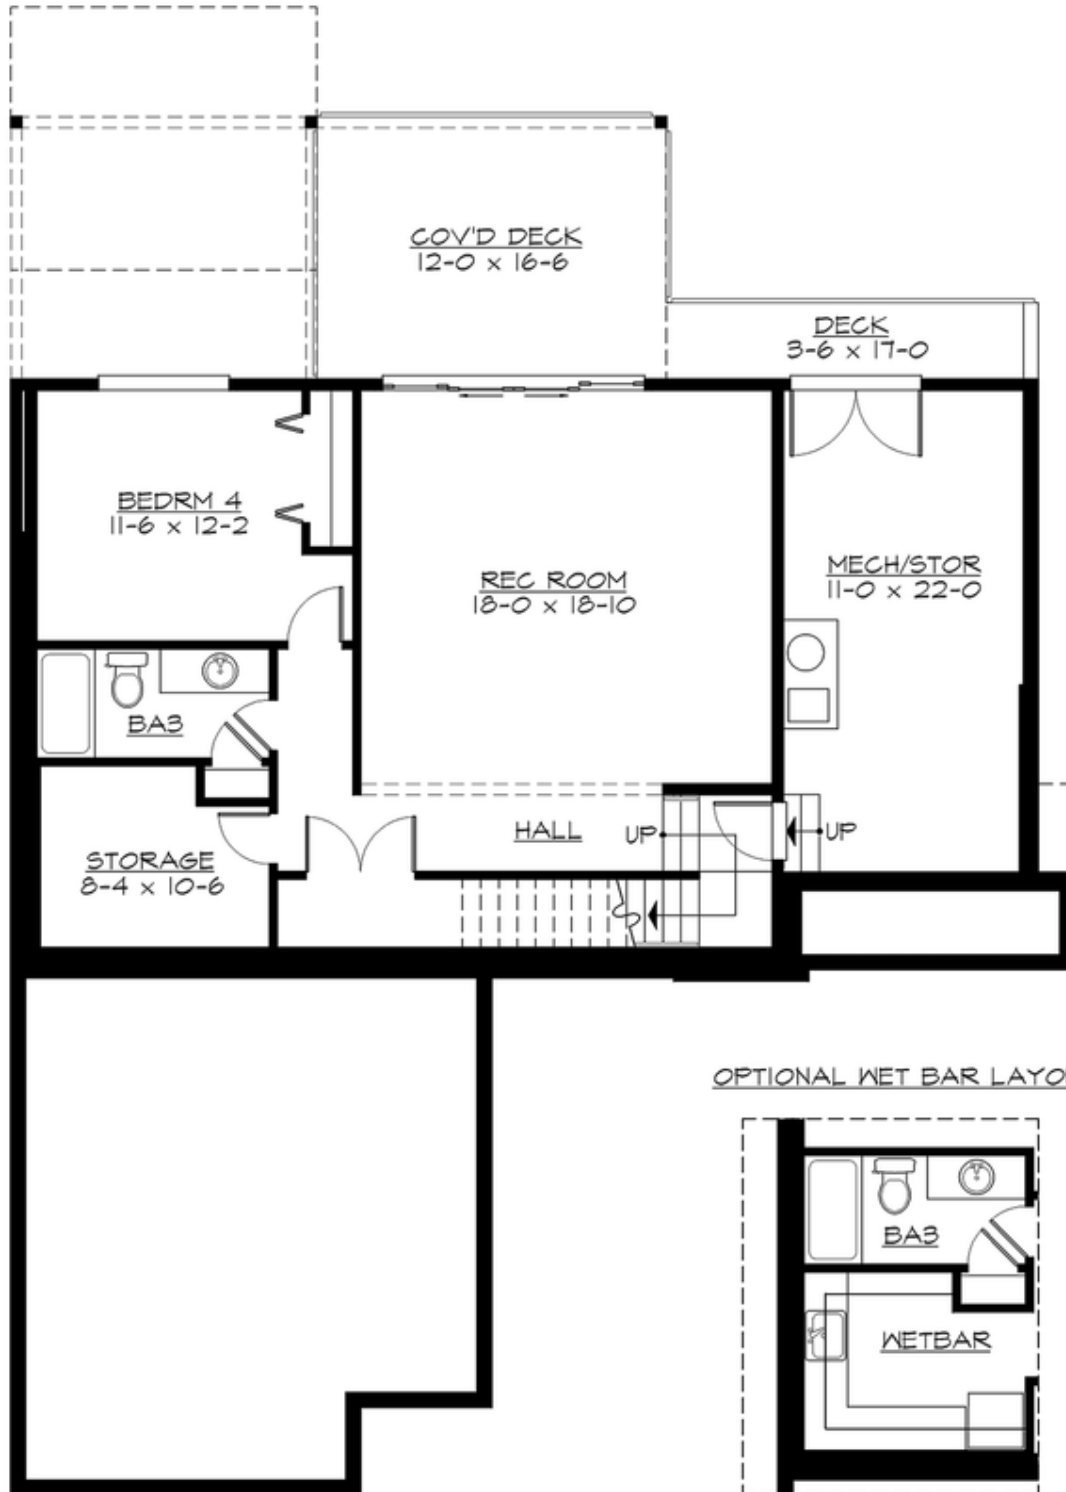 COV'D DECK
12-0 x 16-6
DECK
3-6 x 17-0
BEDRM 4
11-6 x 12-2
REC ROOM
18-0 x 18-10
MECH/STOR
11-0 x 22-0
BA3
HALL
UP
UP
STORAGE
8-4 x 10-6
OPTIONAL WET BAR LAYO
BA3
WETBAR